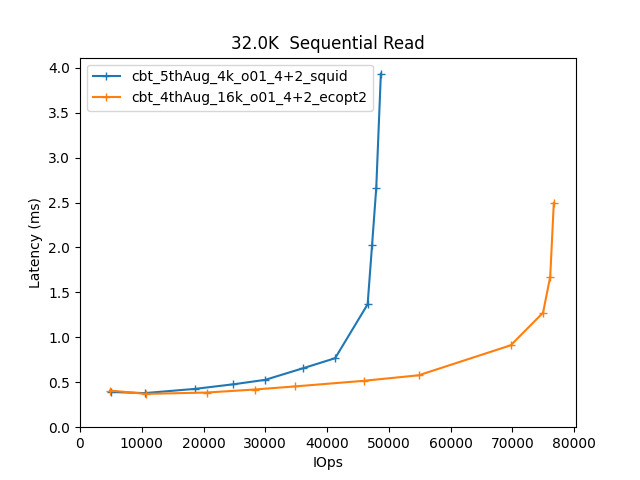 32.0K  Sequential Read
cbt_5thAug_4k_o01_4+2_squid
cbt_4thAug_16k_o01_4+2_ecopt2
Latency (ms)
4.0
3.5
3.0
2.5
2.0
1.5
1.0
0.5
0.0
0 10000 20000 30000 40000 50000 60000 70000 80000
IOps